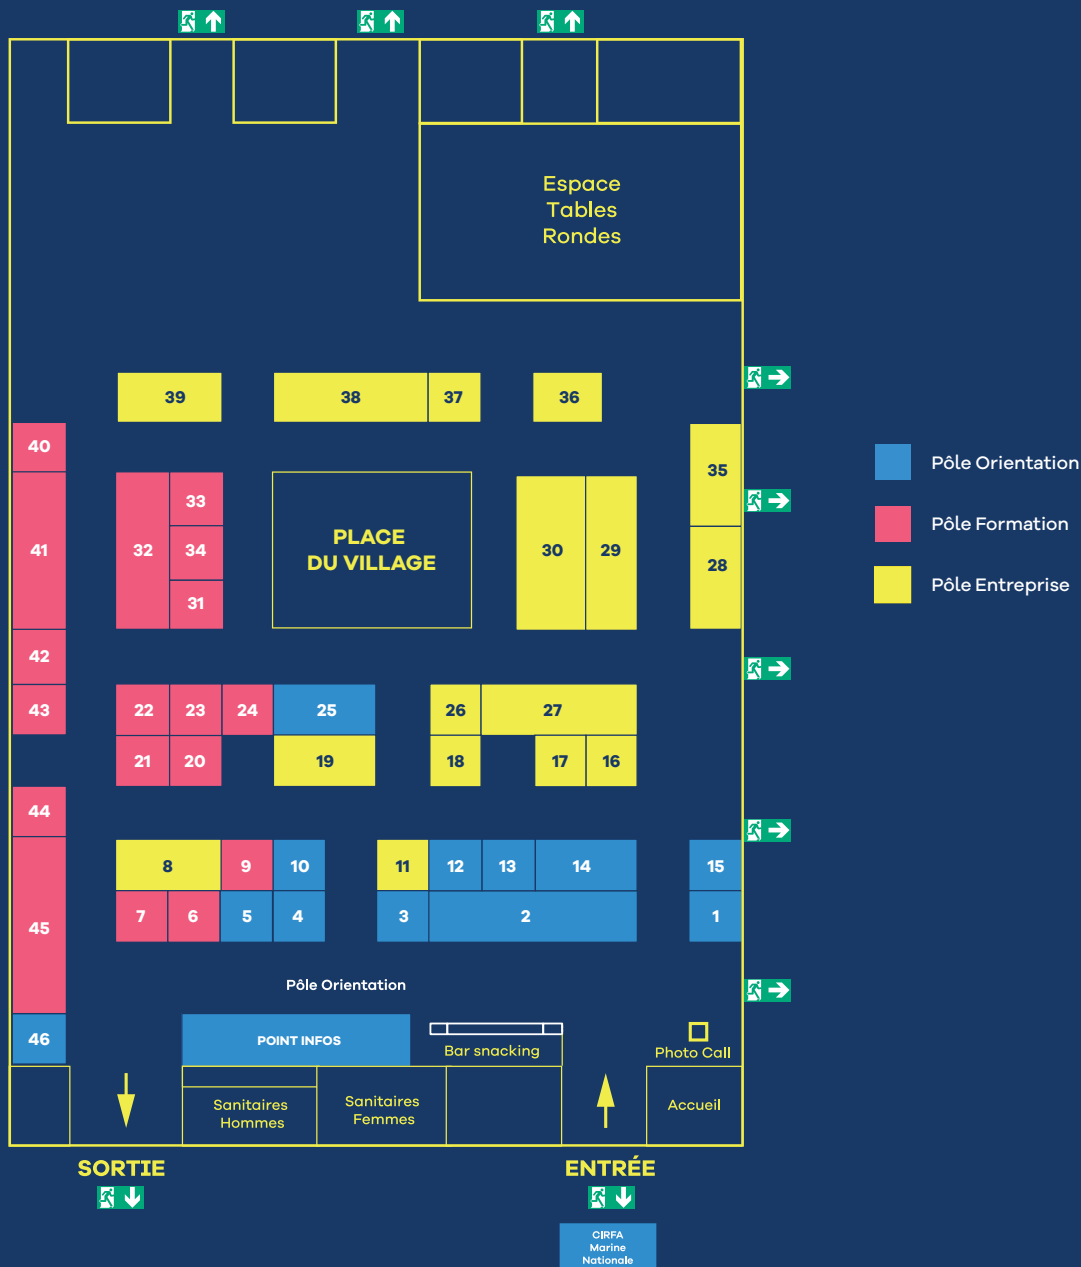 Espace
Tables
Rondes
39
38
37
36
40
35
33
41
32
34
PLACE
DU VILLAGE
30
29
28
31
42
43
22
23
24
25
26
27
21
20
19
18
17
16
44
8
9
10
11
12
13
14
15
45
7
6
5
4
3
2
1
Pôle Orientation
46
POINT INFOS
Bar snacking
Photo Call
Sanitaires
Hommes
Sanitaires
Femmes
Accueil
SORTIE
ENTRÉE
CIRFA
Marine
Nationale
Pôle Orientation
Pôle Formation
Pôle Entreprise